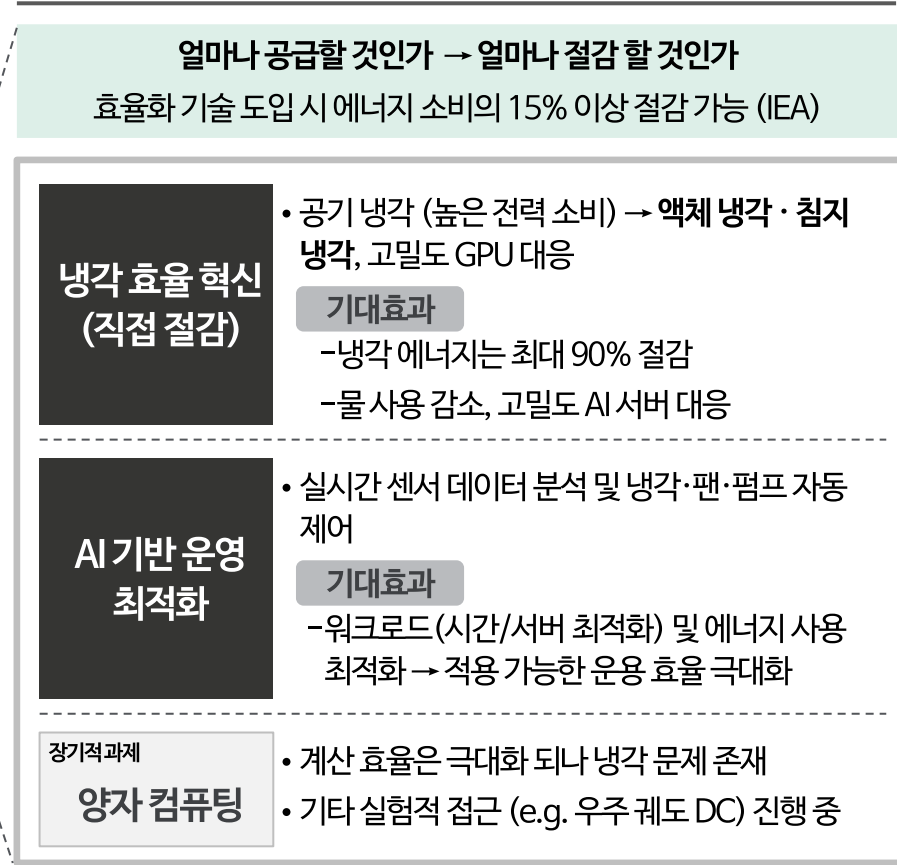 얼마나 공급할 것인가 → 얼마나 절감 할 것인가
효율화 기술 도입 시 에너지 소비의 15% 이상 절감 가능 (IEA)
냉각 효율 혁신
(직접 절감)
• 공기 냉각 (높은 전력 소비) → 액체 냉각 · 침지
냉각, 고밀도 GPU 대응
기대효과
-냉각 에너지는 최대 90% 절감
-물 사용 감소, 고밀도 AI 서버 대응
AI 기반 운영
최적화
• 실시간 센서 데이터 분석 및 냉각·팬·펌프 자동
제어
기대효과
-워크로드(시간/서버 최적화) 및 에너지 사용
최적화 → 적용 가능한 운용 효율 극대화
장기적 과제
양자 컴퓨팅
• 계산 효율은 극대화 되나 냉각 문제 존재
• 기타 실험적 접근 (e.g. 우주 궤도 DC) 진행 중